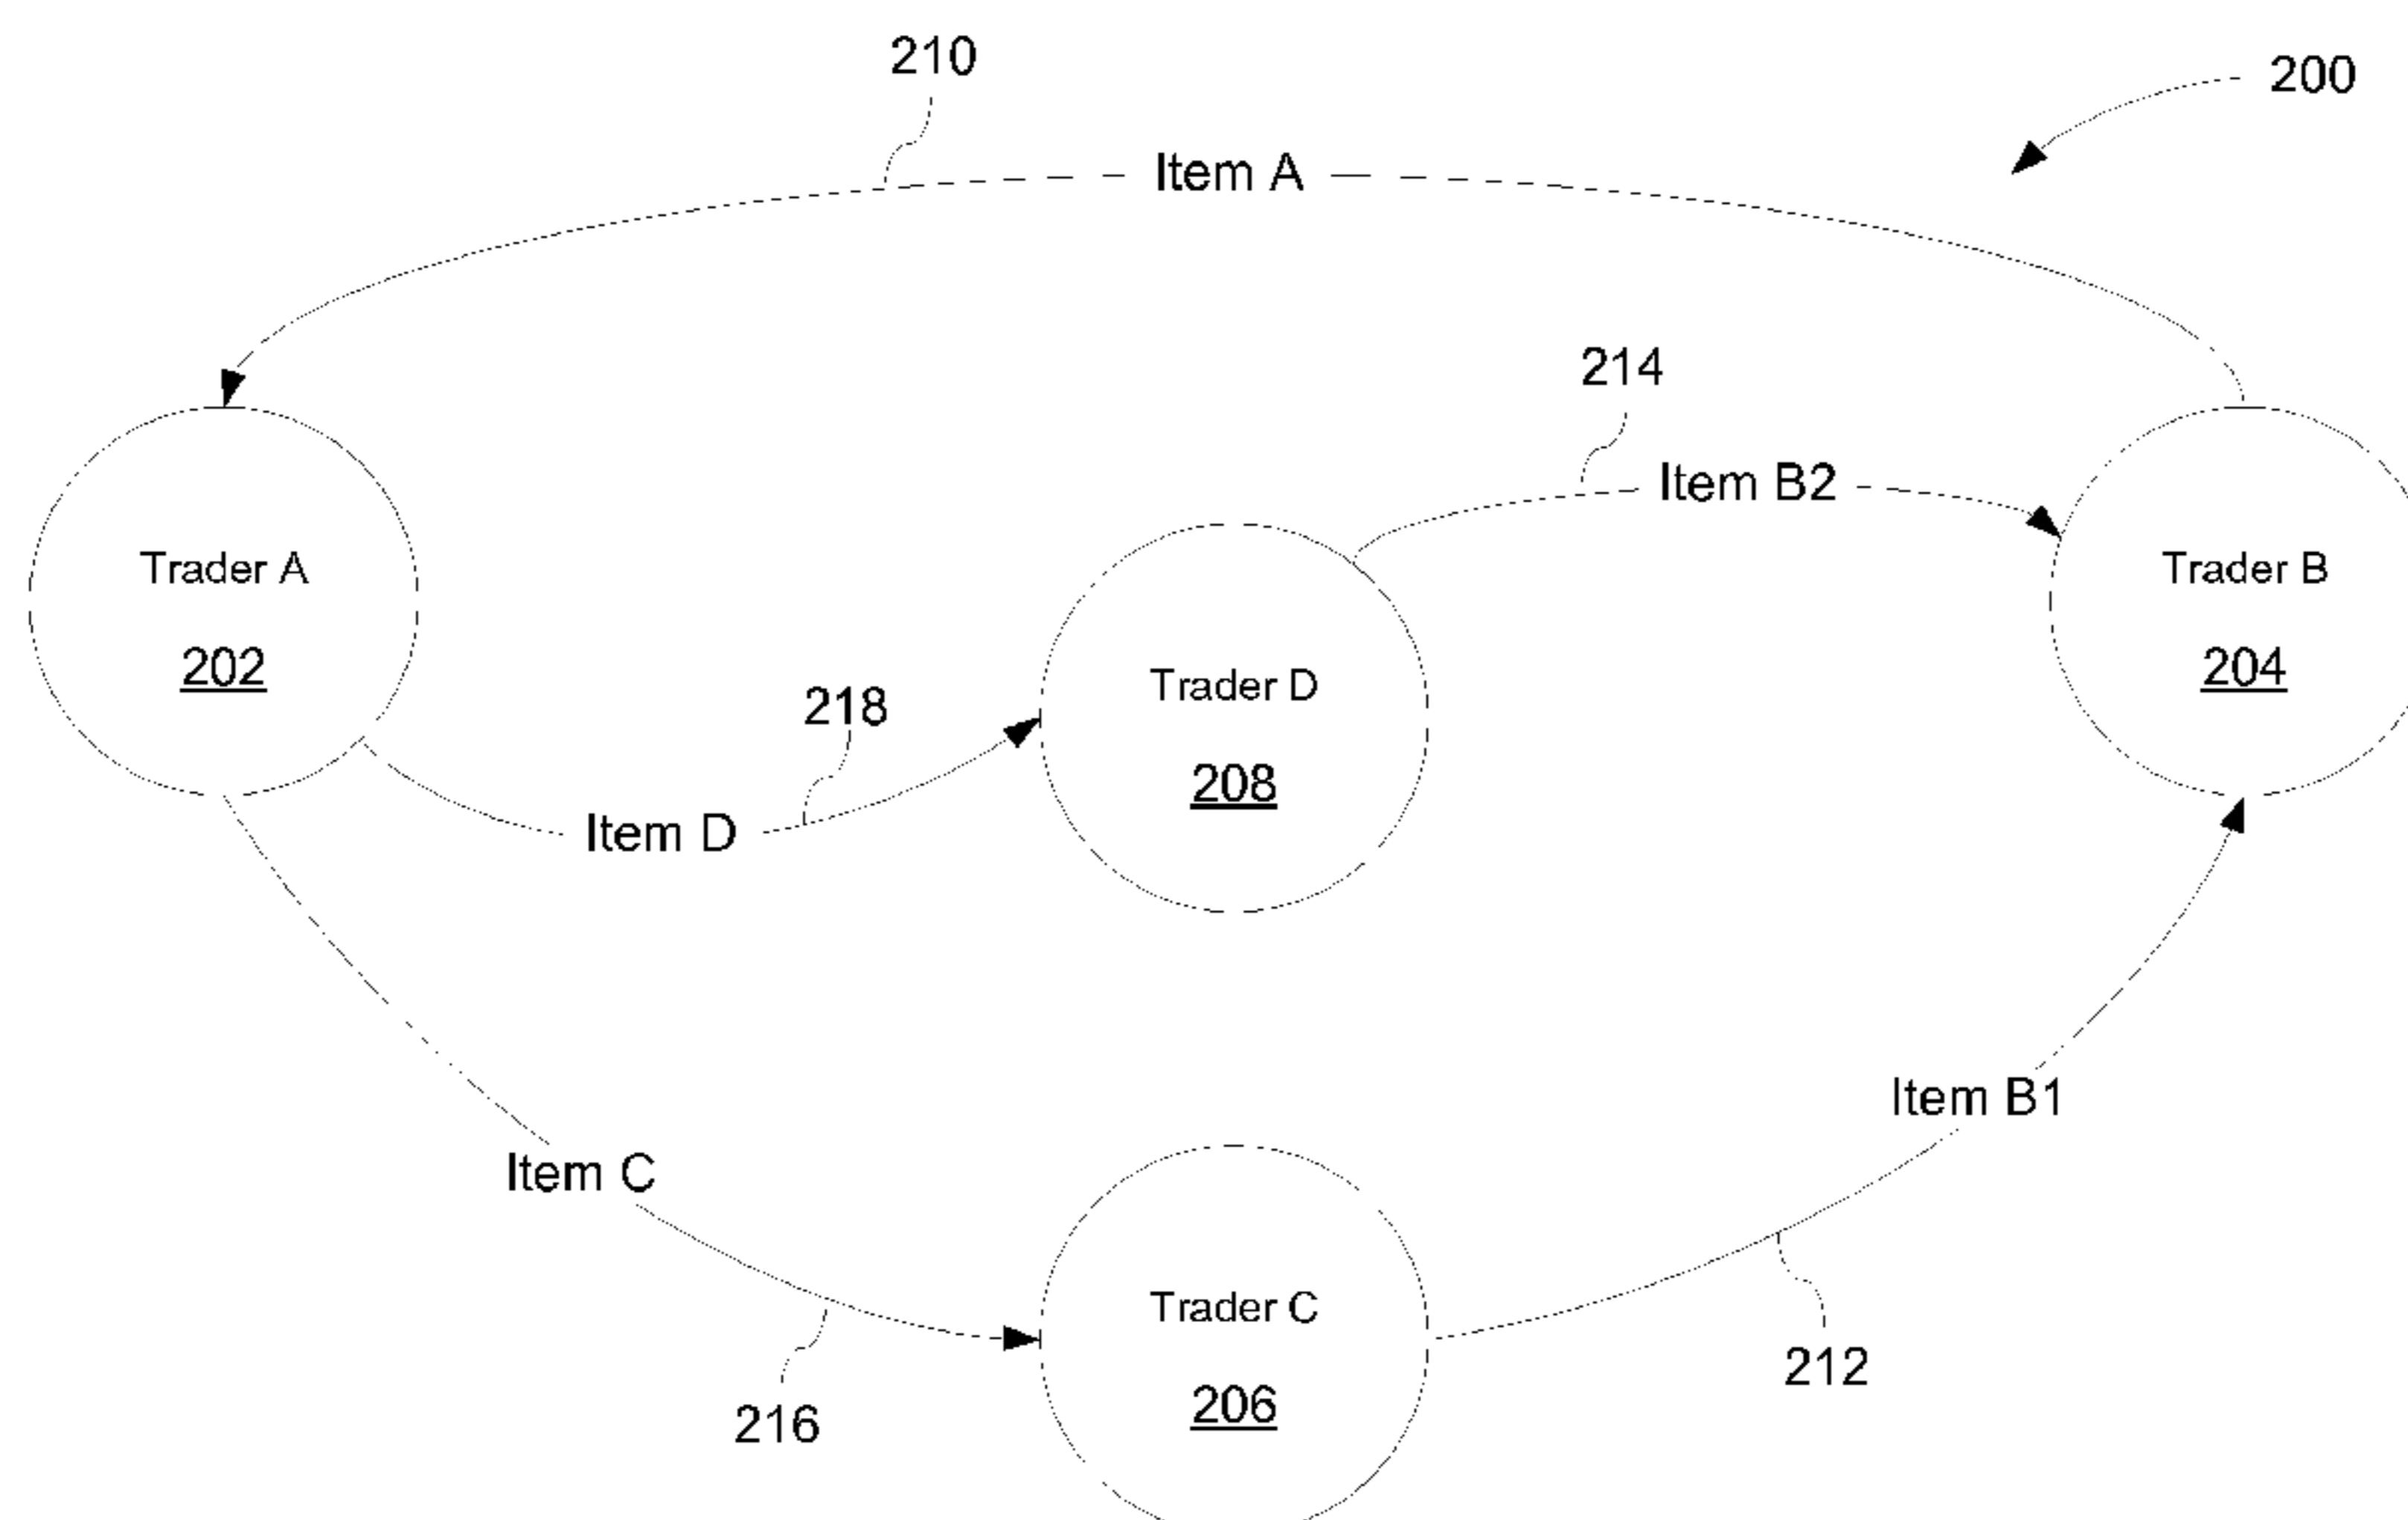 210
200
Item A
214
Item B2
Trader A
202
Trader B
204
218
Trader D
208
Item D
Item B1
Item C
Trader C
206
212
216